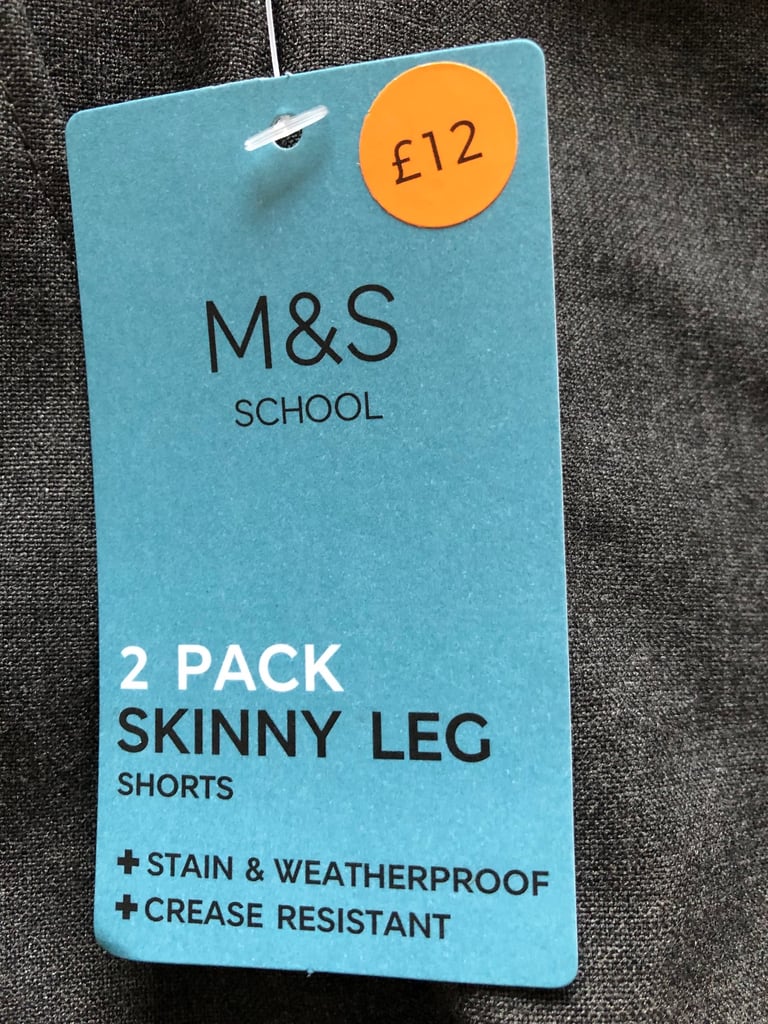 £12
M&S
SCHOOL
2 PACK
SKINNY LEG
SHORTS
+ STAIN & WEATHERPROOF
+ CREASE RESISTANT